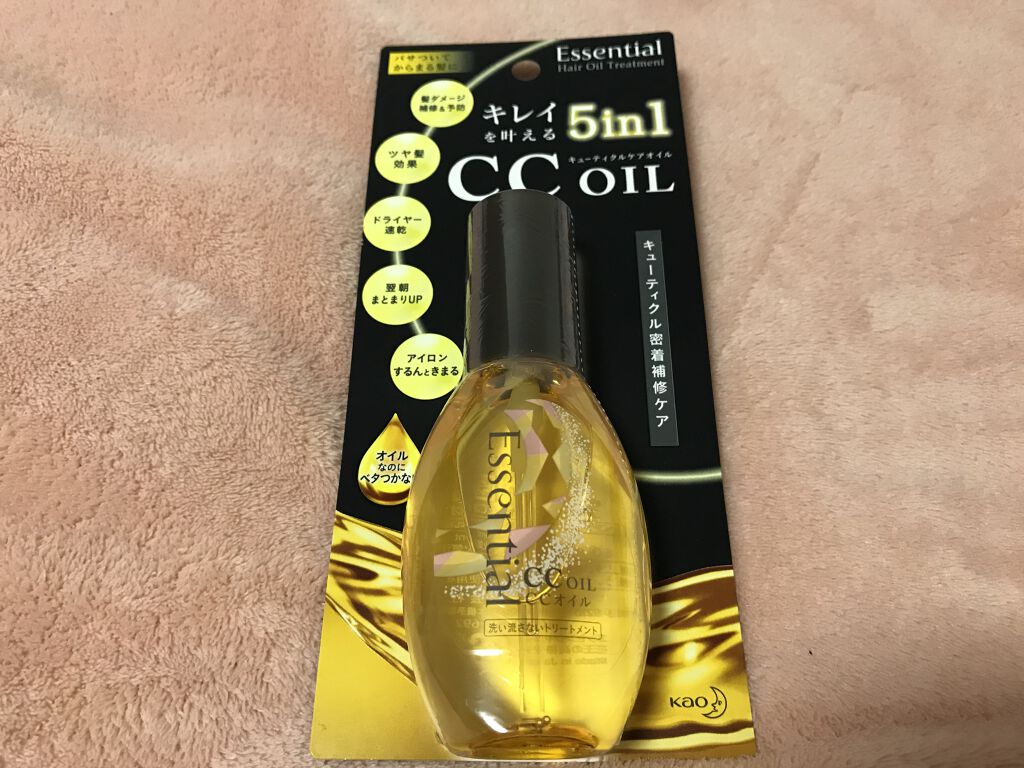 Essential
Hair Oil Treatment
パサついて
からまる髪に
髪ダメージ
補修&予防
キレイ
を叶える
5in1
キューティクルケアオイル
CC OIL
ツヤ髪
効果
ドライヤー
速乾
翌朝
まとまりUP
アイロン
するんときまる
オイル
なのに
ベタつかな
キューティクル密着補修ケア
Essential
CC OIL
CCオイル
洗い流さないトリートメント
Kao